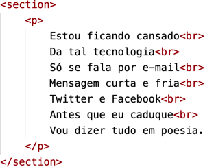 <section>
<p>
Estou ficando cansado<br>
Da tal tecnologia<br>
Só se fala por e-mail<br>
Mensagem curta e fria<br>
Twitter e Facebook<br>
Antes que eu caduque<br>
Vou dizer tudo em poesia.
</p>
</section>